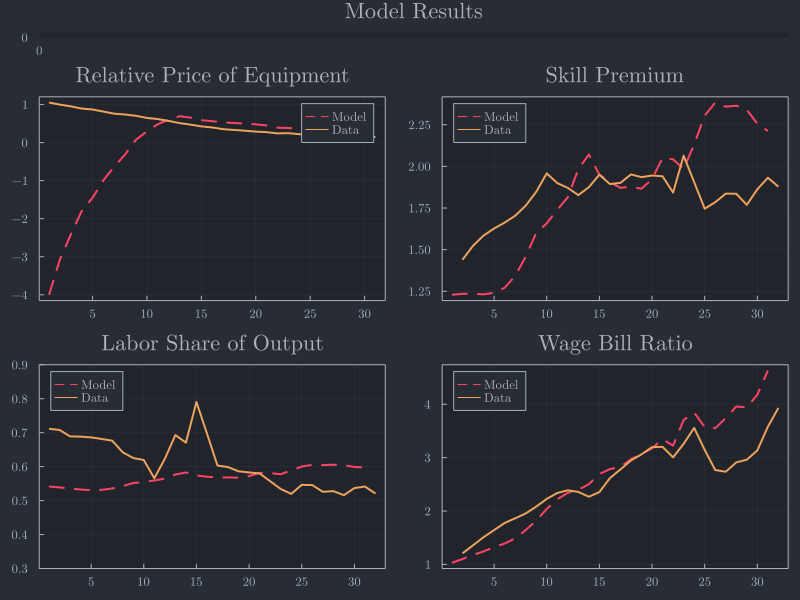 Model Results
0
0
Relative Price of Equipment
1
0
−1
−2
−3
−4
5 10 15 20 25 30
Model
Data
Skill Premium
2.25
2.00
1.75
1.50
1.25
5 10 15 20 25 30
Model
Data
Labor Share of Output
0.9
0.8
0.7
0.6
0.5
0.4
0.3
5 10 15 20 25 30
Model
Data
Wage Bill Ratio
4
3
2
1
5 10 15 20 25 30
Model
Data